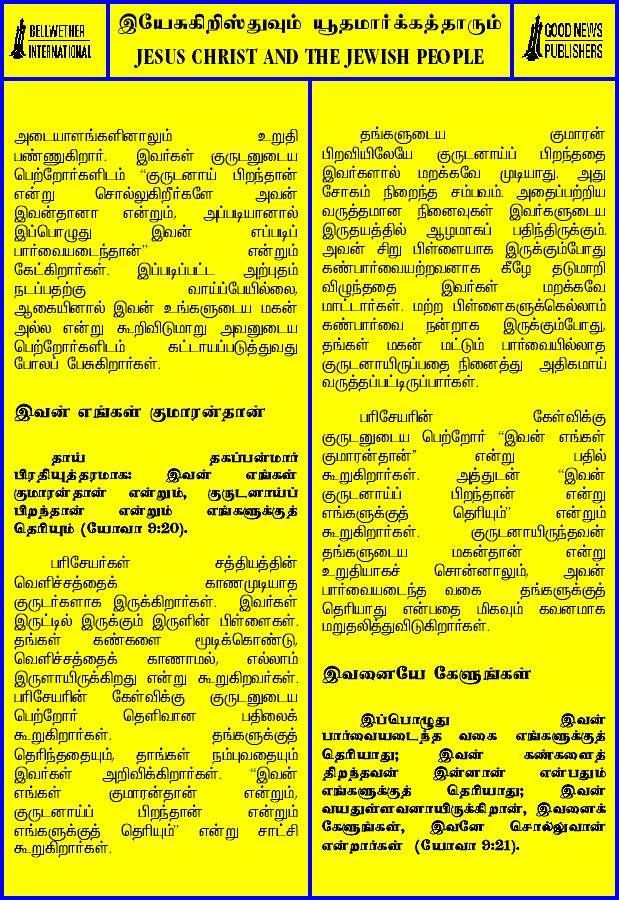 BELLWETHER
INTERNATIONAL
இயேசுகிறிஸ்துவும் யூதமார்க்கத்தாரும்
JESUS CHRIST AND THE JEWISH PEOPLE
GOOD NEWS
PUBLISHERS
அடையாளங்களினாலும் உறுதி
பண்ணுகிறார். இவர்கள் குருடனுடைய
பெற்றோர்களிடம் “குருடனாய் பிறந்தான்
என்று சொல்லுகிறீர்களே அவன்
இவன்தானா என்றும், அப்படியானால்
இப்பொழுது இவன் எப்படிப்
பார்வையடைந்தான்” என்றும்
கேட்கிறார்கள். இப்படிப்பட்ட அற்புதம்
நடப்பதற்கு வாய்ப்பேயில்லை,
ஆகையினால் இவன் உங்களுடைய மகன்
அல்ல என்று கூறிவிடுமாறு அவனுடைய
பெற்றோர்களிடம் கட்டாயப்படுத்துவது
போலப் பேசுகிறார்கள்.
இவன் எங்கள் குமாரன்தான்
தாய் தகப்பன்மார்
பிரதியுத்தரமாக: இவன் எங்கள்
குமாரன்தான் என்றும், குருடனாய்ப்
பிறந்தான் என்றும் எங்களுக்குத்
தெரியும் (யோவா 9:20).
பரிசேயர்கள் சத்தியத்தின்
வெளிச்சத்தைக் காணமுடியாத
குருடர்களாக இருக்கிறார்கள். இவர்கள்
இருட்டில் இருக்கும் இருளின் பிள்ளைகள்.
தங்கள் கண்களை மூடிக்கொண்டு,
வெளிச்சத்தைக் காணாமல், எல்லாம்
இருளாயிருக்கிறது என்று கூறுகிறவர்கள்.
பரிசேயரின் கேள்விக்கு குருடனுடைய
பெற்றோர் தெளிவான பதிலைக்
கூறுகிறார்கள். தங்களுக்குத்
தெரிந்ததையும், தாங்கள் நம்புவதையும்
இவர்கள் அறிவிக்கிறார்கள். “இவன்
எங்கள் குமாரன்தான் என்றும்,
குருடனாய்ப் பிறந்தான் என்றும்
எங்களுக்குத் தெரியும்” என்று சாட்சி
கூறுகிறார்கள்.
தங்களுடைய குமாரன்
பிறவியிலேயே குருடனாய்ப் பிறந்ததை
இவர்களால் மறக்கவே முடியாது. அது
சோகம் நிறைந்த சம்பவம். அதைப்பற்றிய
வருத்தமான நினைவுகள் இவர்களுடைய
இருதயத்தில் ஆழமாகப் பதிந்திருக்கும்.
அவன் சிறு பிள்ளையாக இருக்கும்போது
கண்பார்வையற்றவனாக கீழே தடுமாறி
விழுந்ததை இவர்கள் மறக்கவே
மாட்டார்கள். மற்ற பிள்ளைகளுக்கெல்லாம்
கண்பார்வை நன்றாக இருக்கும்போது,
தங்கள் மகன் மட்டும் பார்வையில்லாத
குருடனாயிருப்பதை நினைத்து அதிகமாய்
வருத்தப்பட்டிருப்பார்கள்.
பரிசேயரின் கேள்விக்கு
குருடனுடைய பெற்றோர் “இவன் எங்கள்
குமாரன்தான்” என்று பதில்
கூறுகிறார்கள். அத்துடன் “இவன்
குருடனாய்ப் பிறந்தான் என்று
எங்களுக்குத் தெரியும்” என்றும்
கூறுகிறார்கள். குருடனாயிருந்தவன்
தங்களுடைய மகன்தான் என்று
உறுதியாகச் சொன்னாலும், அவன்
பார்வையடைந்த வகை தங்களுக்குத்
தெரியாது என்பதை மிகவும் கவனமாக
மறுதலித்துவிடுகிறார்கள்.
இவனையே கேளுங்கள்
இப்பொழுது இவன்
பார்வையடைந்த வகை எங்களுக்குத்
தெரியாது; இவன் கண்களைத்
திறந்தவன் இன்னான் என்பதும்
எங்களுக்குத் தெரியாது; இவன்
வயதுள்ளவனாயிருக்கிறான், இவனைக்
கேளுங்கள், இவனே சொல்லுவான்
என்றார்கள் (யோவா 9:21).